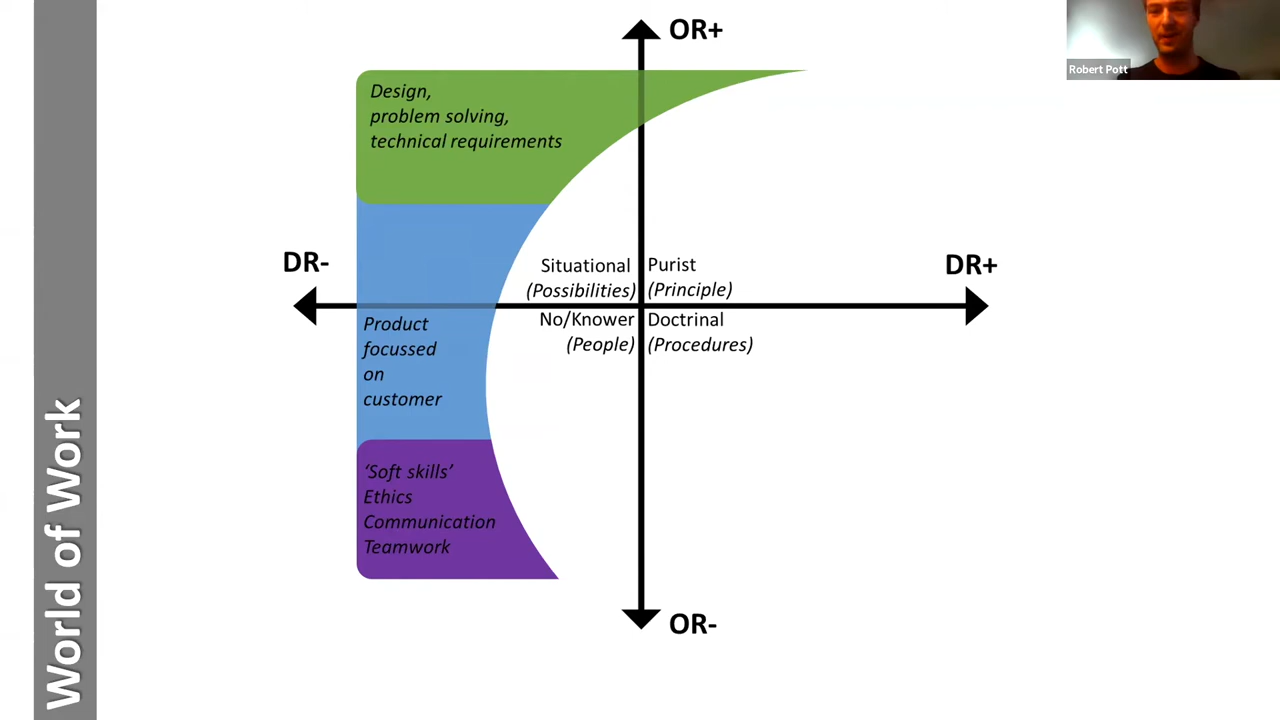 World of Work
OR+
Robert Pott
Design,
problem solving,
technical requirements
DR-
DR+
Situational
(Possibilities)
Purist
(Principle)
No/Knower
(People)
Doctrinal
(Procedures)
Product
focussed
on
customer
‘Soft skills’
Ethics
Communication
Teamwork
OR-